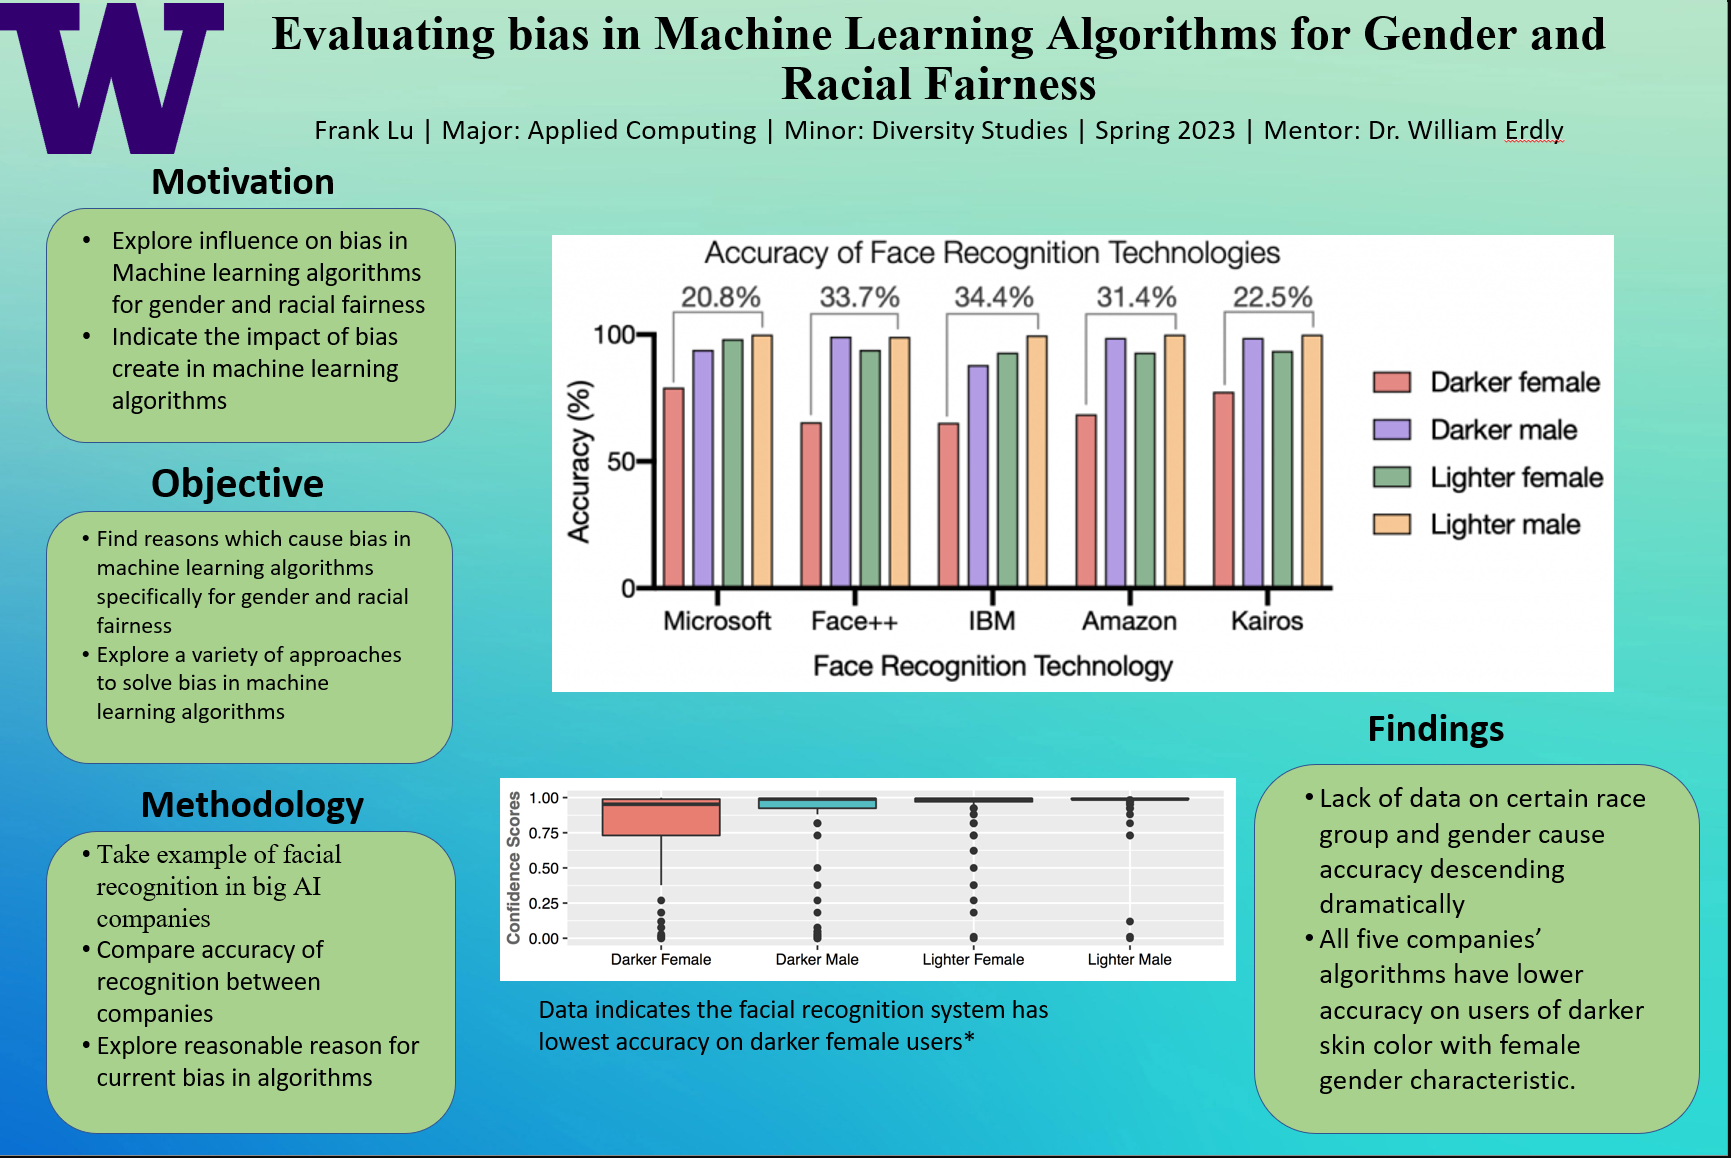 W
Evaluating bias in Machine Learning Algorithms for Gender and
Racial Fairness
Frank Lu | Major: Applied Computing | Minor: Diversity Studies | Spring 2023 | Mentor: Dr. William Erdly
Motivation
• Explore influence on bias in
Machine learning algorithms
for gender and racial fairness
• Indicate the impact of bias
create in machine learning
algorithms
Objective
• Find reasons which cause bias in
machine learning algorithms
specifically for gender and racial
fairness
• Explore a variety of approaches
to solve bias in machine
learning algorithms
Methodology
• Take example of facial
recognition in big AI
companies
• Compare accuracy of
recognition between
companies
• Explore reasonable reason for
current bias in algorithms
Accuracy of Face Recognition Technologies
20.8% 33.7% 34.4% 31.4% 22.5%
100
50
0
Accuracy (%)
Microsoft Face++ IBM Amazon Kairos
Face Recognition Technology
Darker female
Darker male
Lighter female
Lighter male
Confidence Scores
1.00
0.75
0.50
0.25
0.00
Darker Female Darker Male Lighter Female Lighter Male
Data indicates the facial recognition system has
lowest accuracy on darker female users*
Findings
• Lack of data on certain race
group and gender cause
accuracy descending
dramatically
• All five companies’
algorithms have lower
accuracy on users of darker
skin color with female
gender characteristic.